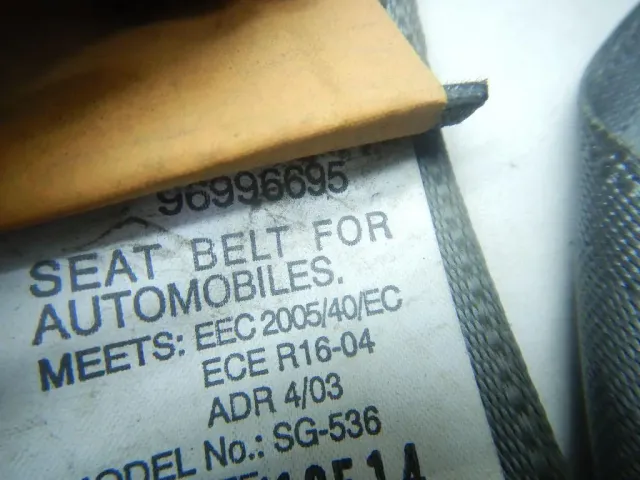 96996695
SEAT BELT FOR
AUTOMOBILES.
MEETS: EEC 2005/40/EC
ECE R16-04
ADR 4/03
MODEL No.: SG-536